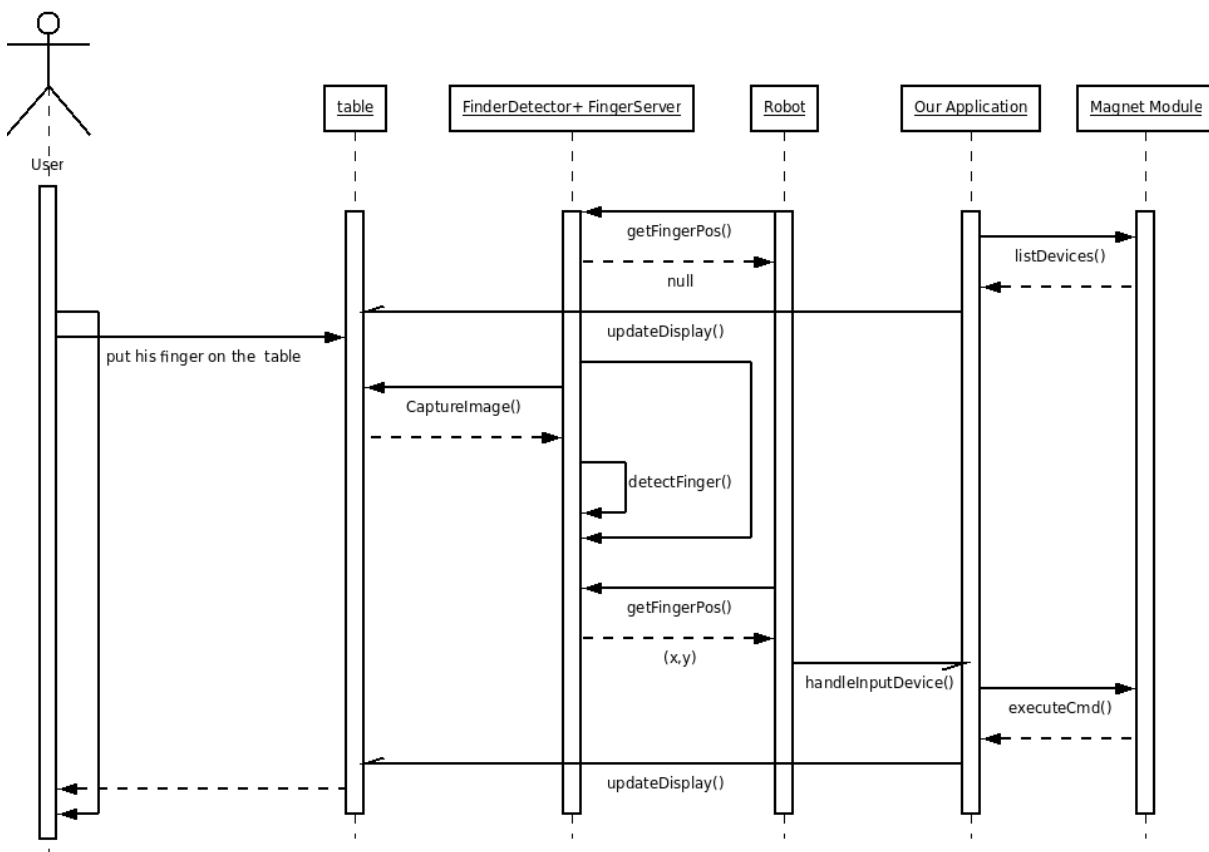 table
FinderDetector+ FingerServer
Robot
Our Application
Magnet Module
User
getFingerPos()
listDevices()
null
updateDisplay()
put his finger on the  table
CaptureImage()
detectFinger()
getFingerPos()
(x,y)
handleInputDevice()
executeCmd()
updateDisplay()